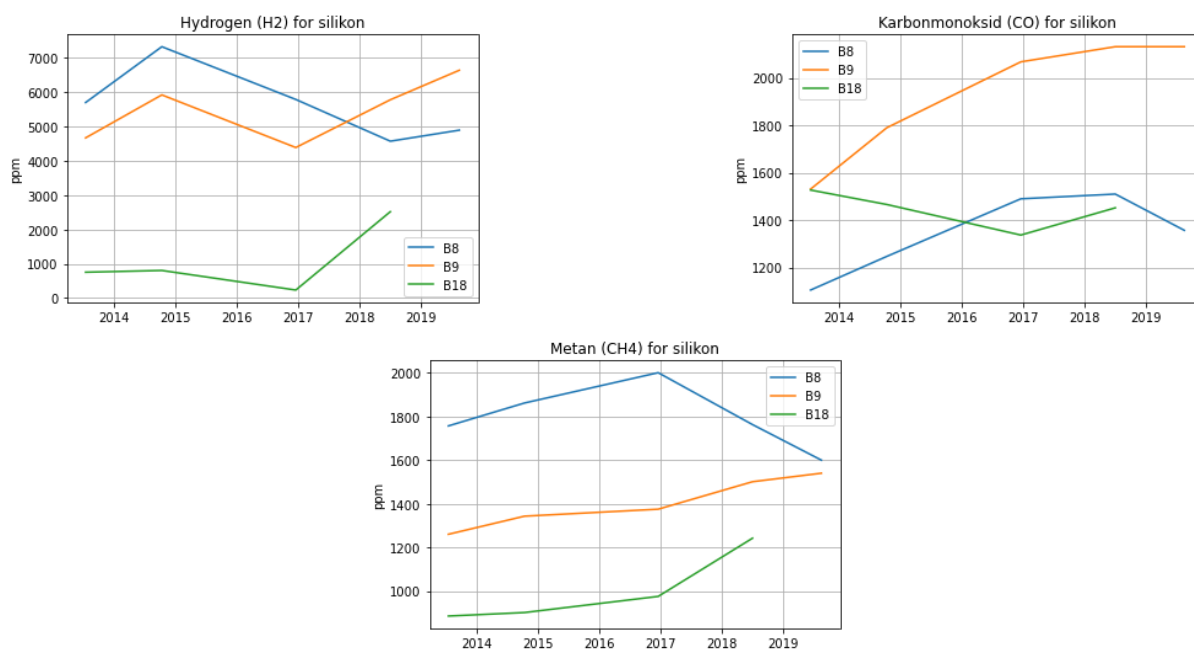 Hydrogen (H2) for silikon
7000
6000
5000
4000
3000
2000
1000
0
ppm
2014 2015 2016 2017 2018 2019
B8
B9
B18
Karbonmonoksid (CO) for silikon
2000
1800
1600
1400
1200
ppm
2014 2015 2016 2017 2018 2019
B8
B9
B18
Metan (CH4) for silikon
2000
1800
1600
1400
1200
1000
ppm
2014 2015 2016 2017 2018 2019
B8
B9
B18